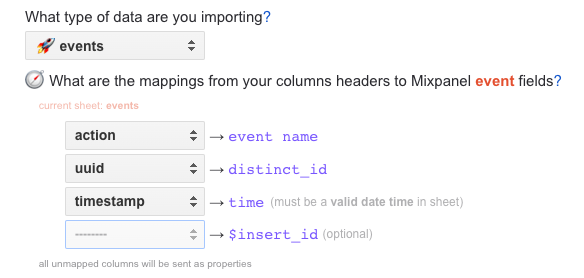 What type of data are you importing?
🚀 events
🧭 What are the mappings from your columns headers to Mixpanel event fields?
current sheet: events
action → event name
uuid → distinct_id
timestamp → time (must be a valid date time in sheet)
-------- → $insert_id (optional)
all unmapped columns will be sent as properties